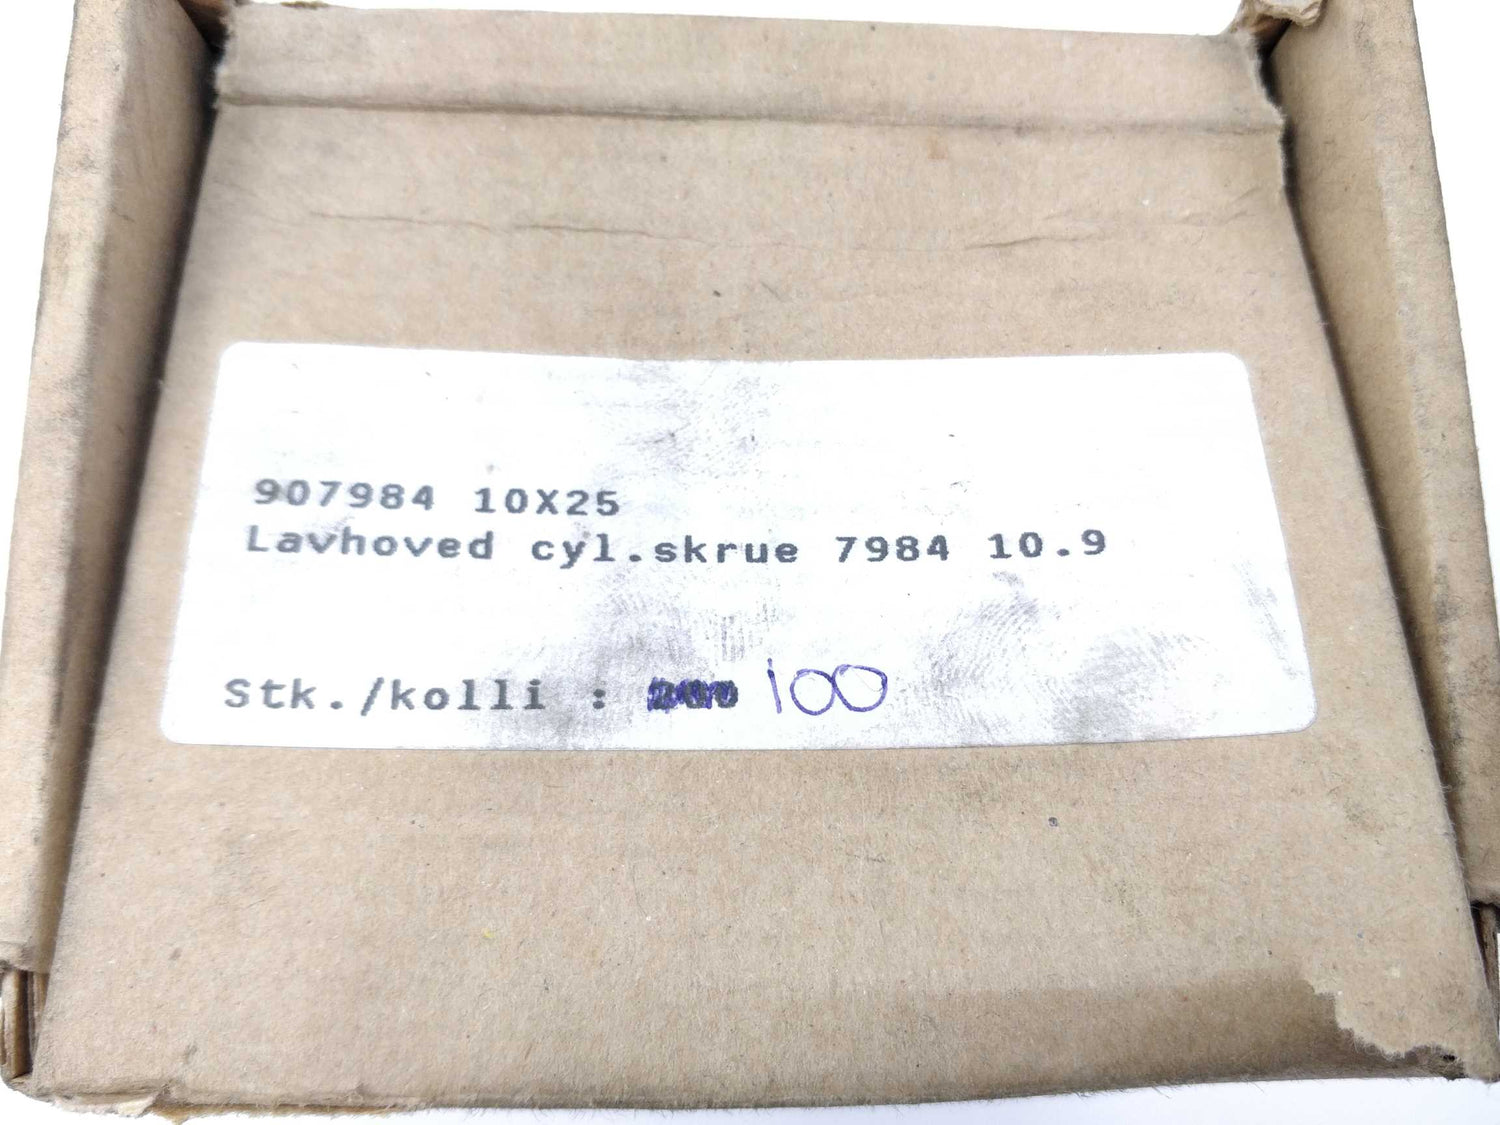 907984 10X25
Lavhoved cyl.skrue 7984 10.9
Stk./kolli : 100